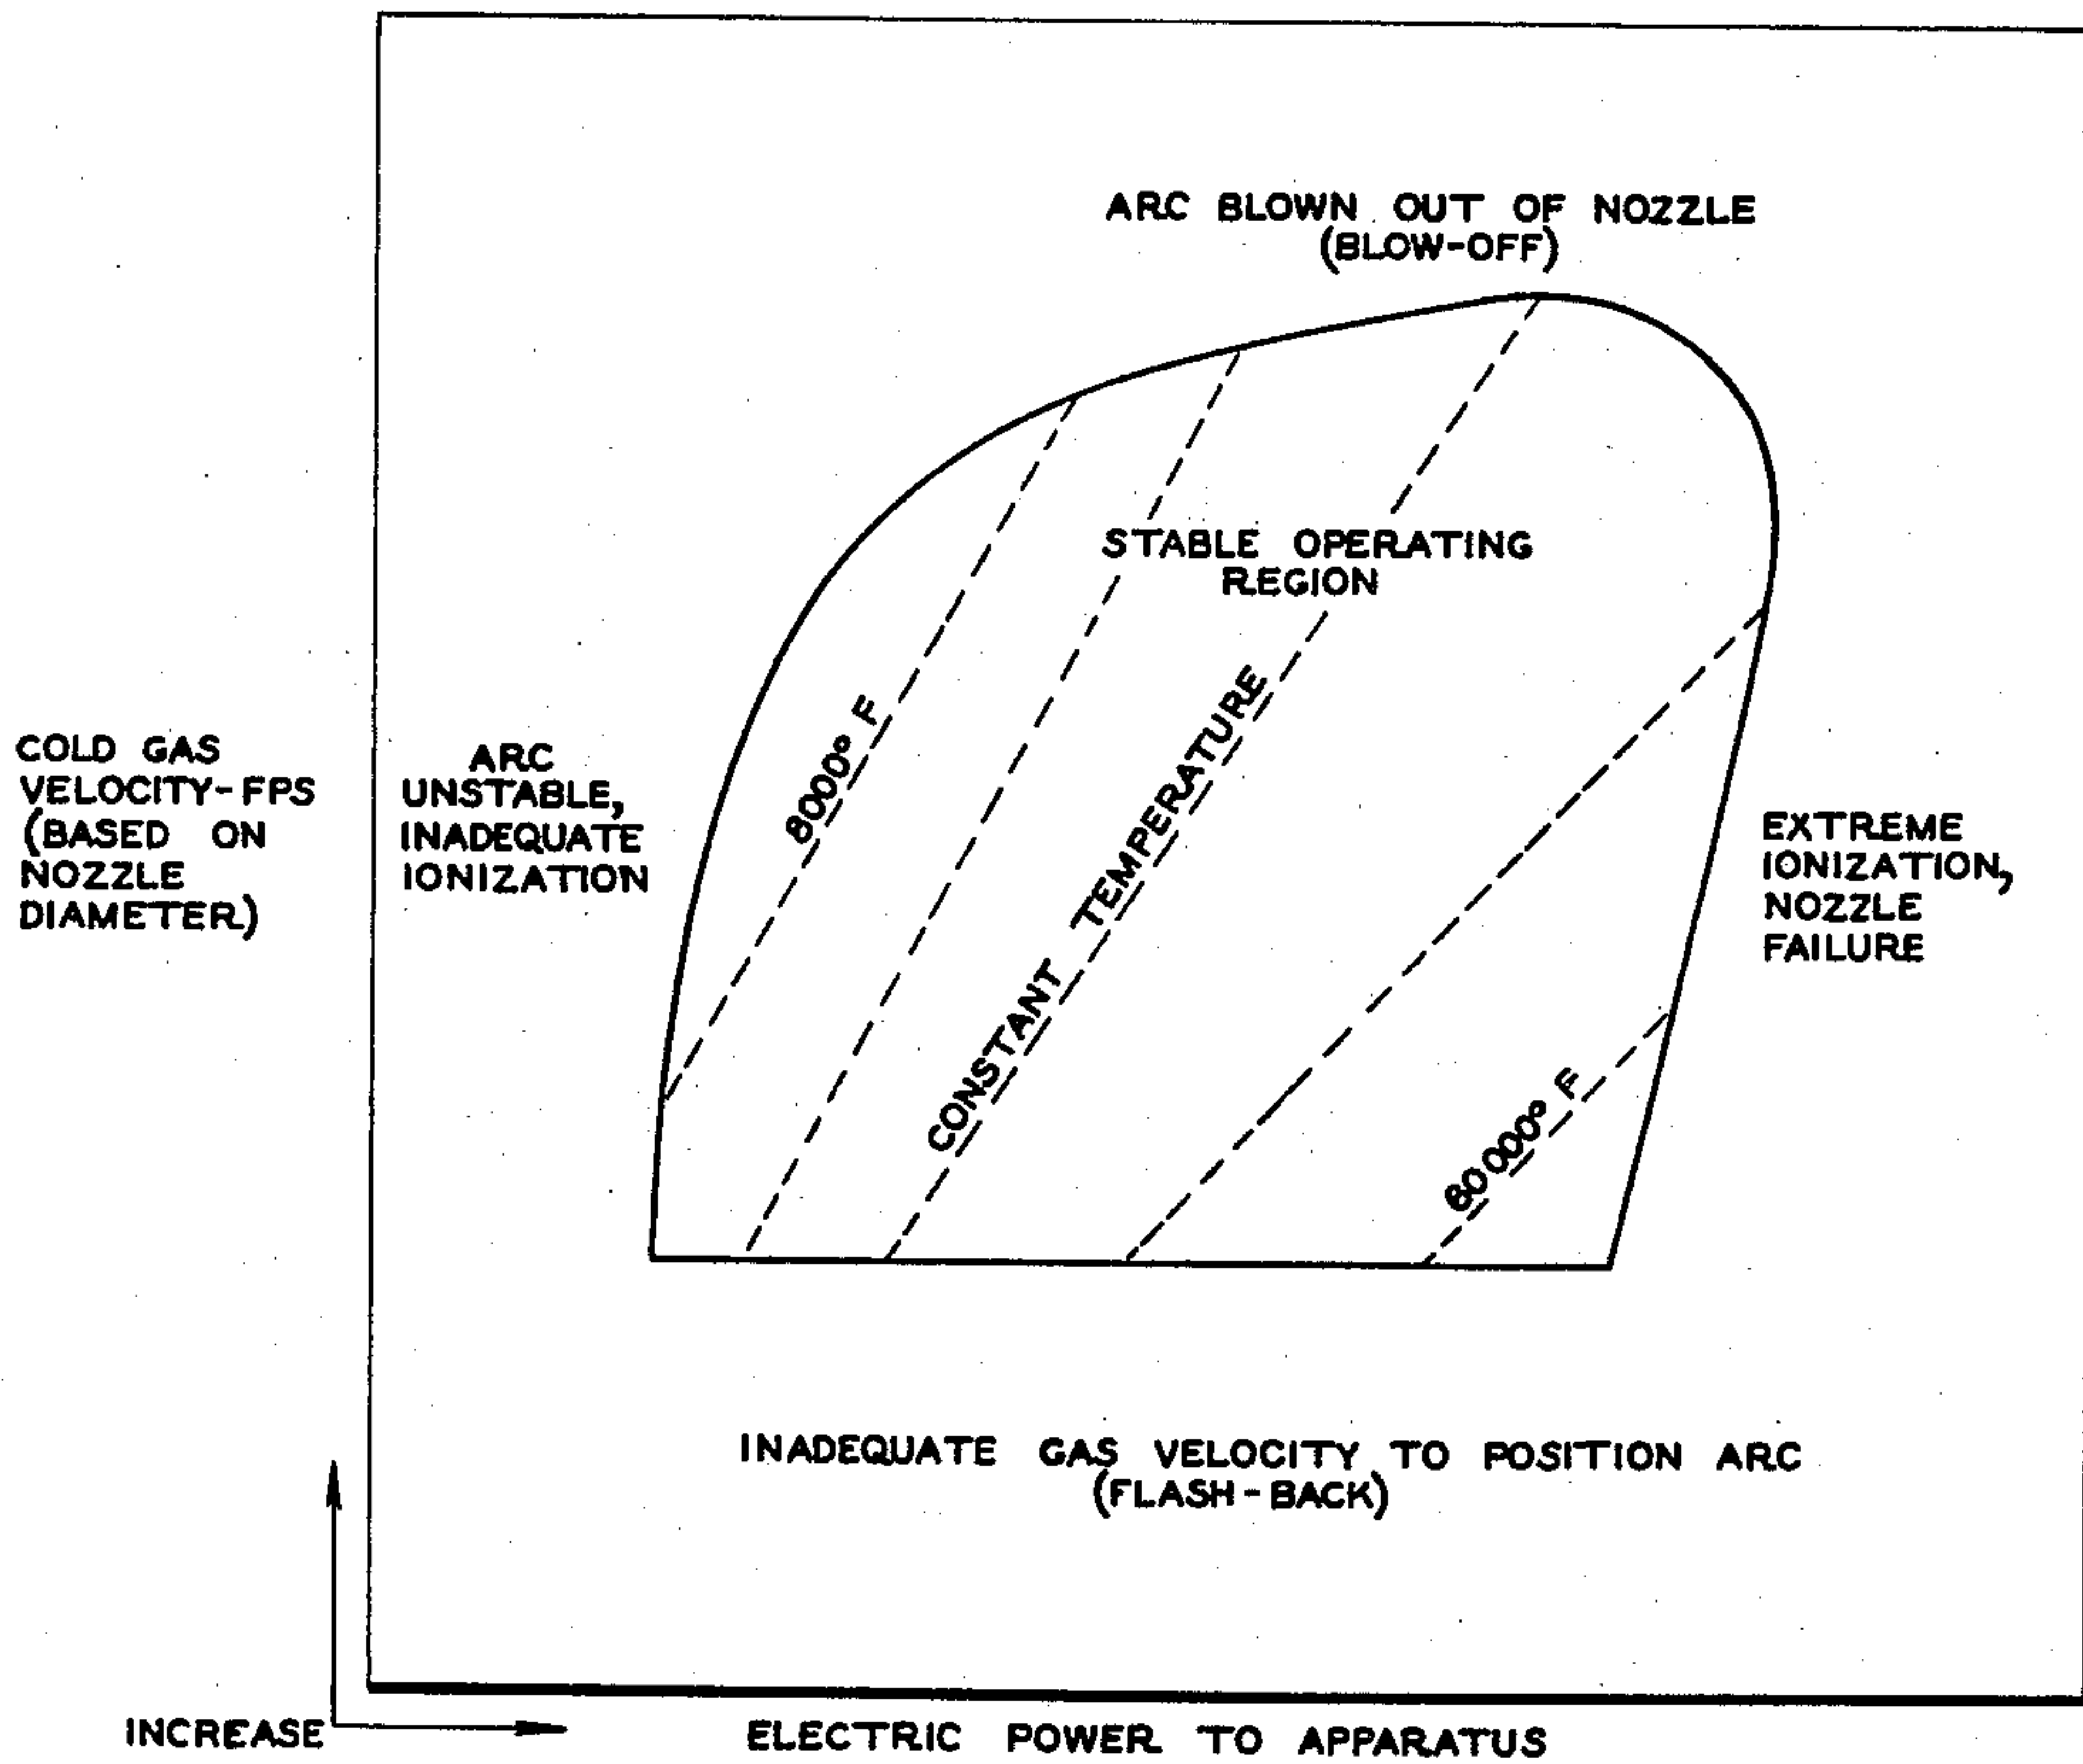 ARC BLOWN OUT OF NOZZLE
(BLOW-OFF)
STABLE OPERATING
REGION
8000° F
CONSTANT TEMPERATURE
80000° F
COLD GAS
VELOCITY-FPS
(BASED ON
NOZZLE
DIAMETER)
ARC
UNSTABLE,
INADEQUATE
IONIZATION
EXTREME
IONIZATION,
NOZZLE
FAILURE
INADEQUATE GAS VELOCITY TO POSITION ARC
(FLASH-BACK)
INCREASE
ELECTRIC POWER TO APPARATUS